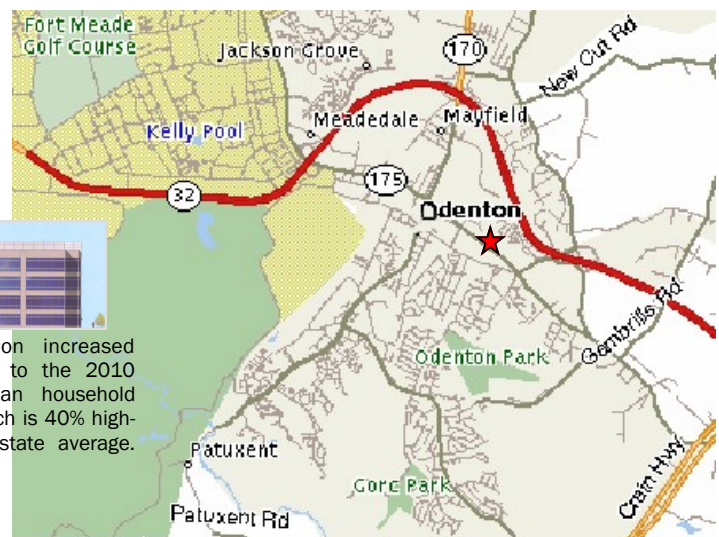 Fort Meade
Golf Course
Jackson Grove
170
New Cut Rd
Kelly Pool
Meadedale
Mayfield
175
32
Odenton
Gambrills Rd
on increased
to the 2010
an household
ch is 40% high-
state average.
Odenton Park
Patuxent
Gorc Park
Crain Hwy
Patuxent Rd